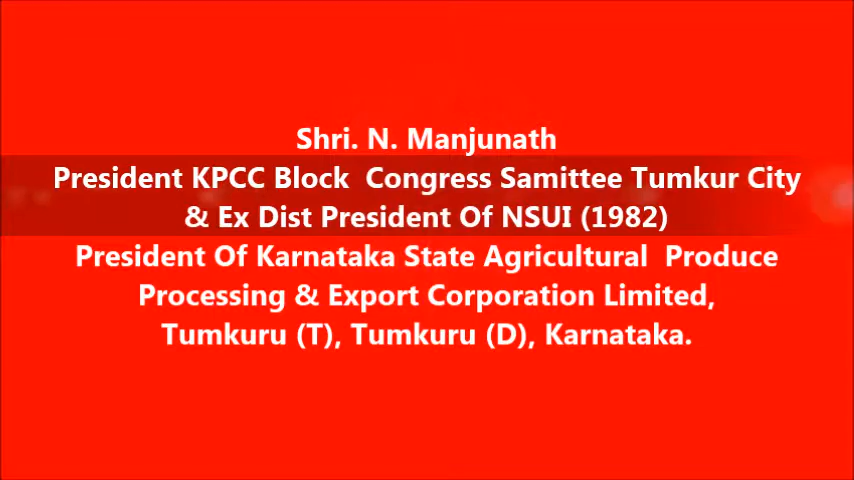 Shri. N. Manjunath
President KPCC Block  Congress Samittee Tumkur City
& Ex Dist President Of NSUI (1982)
President Of Karnataka State Agricultural  Produce
Processing & Export Corporation Limited,
Tumkuru (T), Tumkuru (D), Karnataka.